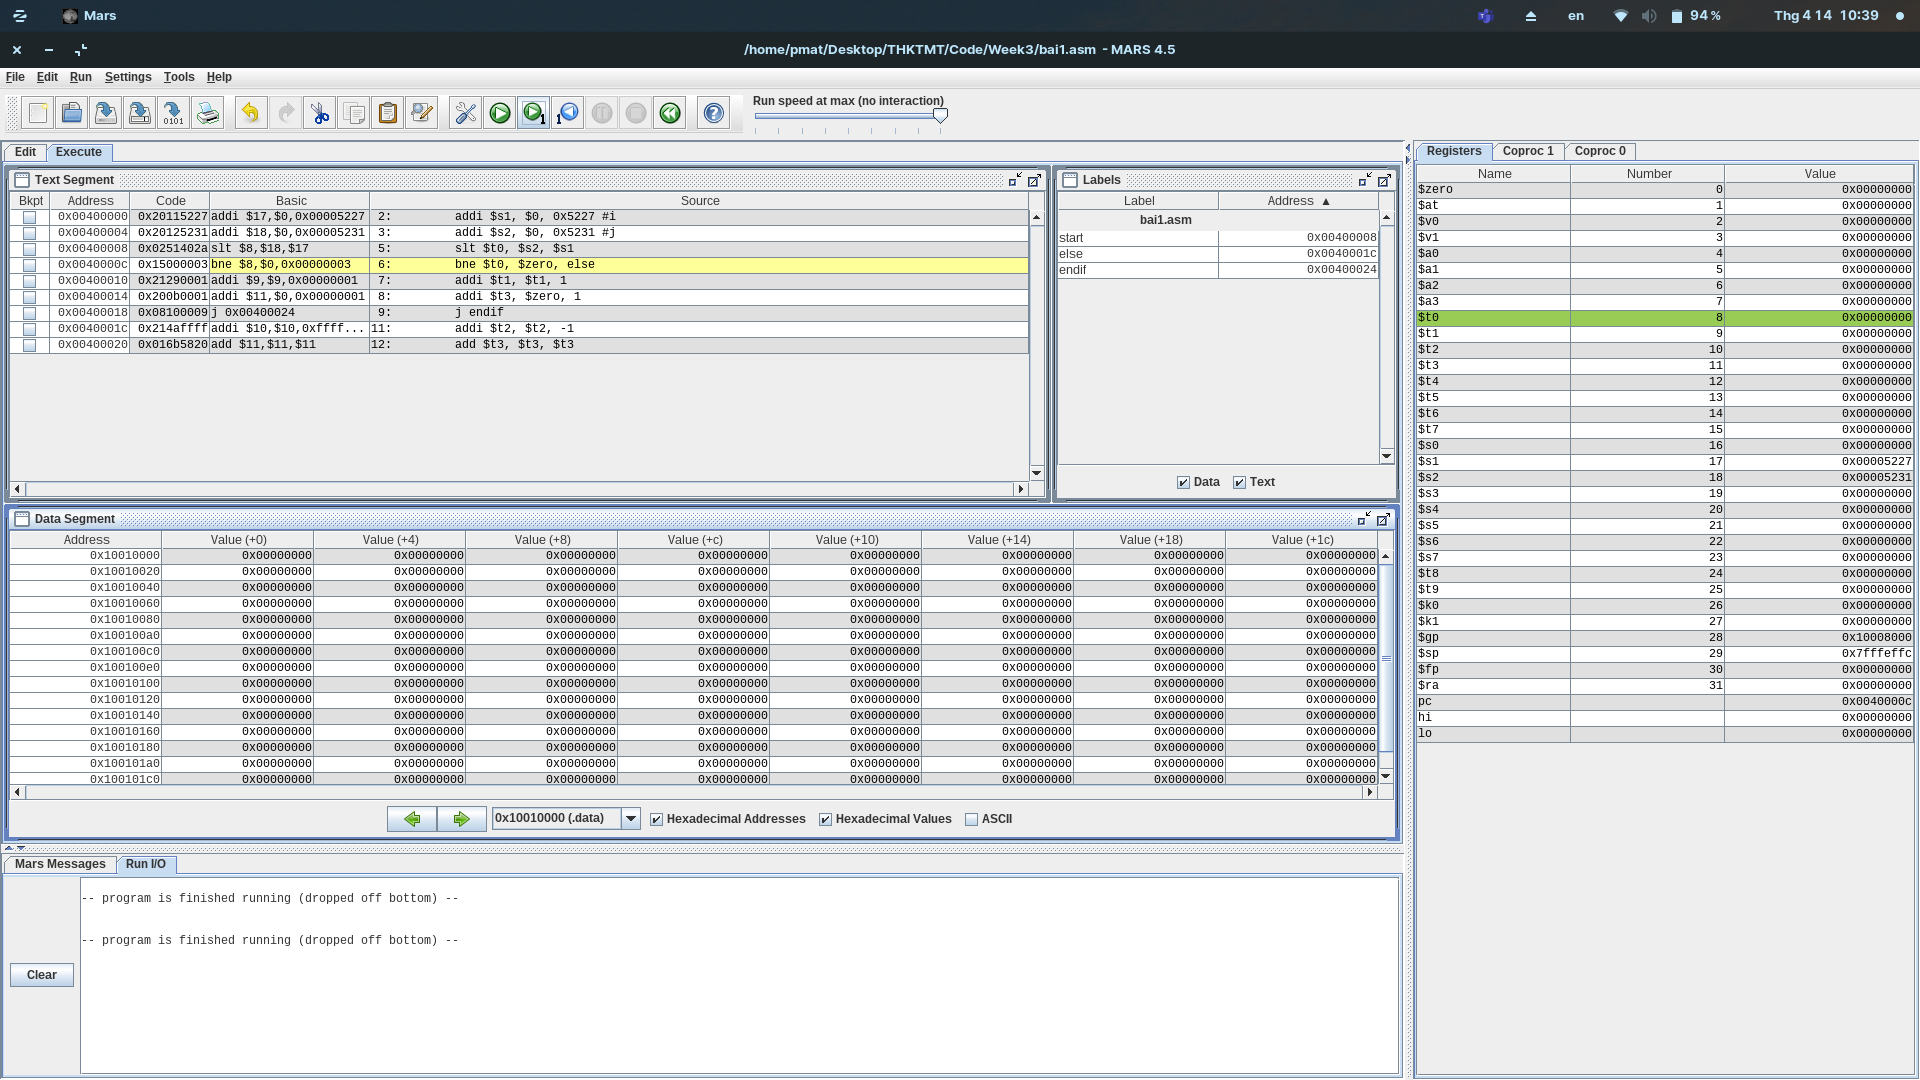 Mars
en
94 %
Thg 4 14 10:39
/home/pmat/Desktop/THKTMT/Code/Week3/bai1.asm - MARS 4.5
File Edit Run Settings Tools Help
Run speed at max (no interaction)
Edit Execute
Text Segment
Bkpt Address Code Basic Source
0x00400000 0x20115227 addi $17,$0,0x00005227 2: addi $s1, $0, 0x5227 #i
0x00400004 0x20125231 addi $18,$0,0x00005231 3: addi $s2, $0, 0x5231 #j
0x00400008 0x0251402a slt $8,$18,$17 5: slt $t0, $s2, $s1
0x0040000c 0x15000003 bne $8,$0,0x00000003 6: bne $t0, $zero, else
0x00400010 0x21290001 addi $9,$9,0x00000001 7: addi $t1, $t1, 1
0x00400014 0x200b0001 addi $11,$0,0x00000001 8: addi $t3, $zero, 1
0x00400018 0x08100009 j 0x00400024 9: j endif
0x0040001c 0x214affff addi $10,$10,0xffff... 11: addi $t2, $t2, -1
0x00400020 0x016b5820 add $11,$11,$11 12: add $t3, $t3, $t3
Labels
Label Address ▲
bai1.asm
start 0x00400008
else 0x0040001c
endif 0x00400024
Data Text
Data Segment
Address Value (+0) Value (+4) Value (+8) Value (+c) Value (+10) Value (+14) Value (+18) Value (+1c)
0x10010000 0x00000000 0x00000000 0x00000000 0x00000000 0x00000000 0x00000000 0x00000000 0x00000000
0x10010020 0x00000000 0x00000000 0x00000000 0x00000000 0x00000000 0x00000000 0x00000000 0x00000000
0x10010040 0x00000000 0x00000000 0x00000000 0x00000000 0x00000000 0x00000000 0x00000000 0x00000000
0x10010060 0x00000000 0x00000000 0x00000000 0x00000000 0x00000000 0x00000000 0x00000000 0x00000000
0x10010080 0x00000000 0x00000000 0x00000000 0x00000000 0x00000000 0x00000000 0x00000000 0x00000000
0x100100a0 0x00000000 0x00000000 0x00000000 0x00000000 0x00000000 0x00000000 0x00000000 0x00000000
0x100100c0 0x00000000 0x00000000 0x00000000 0x00000000 0x00000000 0x00000000 0x00000000 0x00000000
0x100100e0 0x00000000 0x00000000 0x00000000 0x00000000 0x00000000 0x00000000 0x00000000 0x00000000
0x10010100 0x00000000 0x00000000 0x00000000 0x00000000 0x00000000 0x00000000 0x00000000 0x00000000
0x10010120 0x00000000 0x00000000 0x00000000 0x00000000 0x00000000 0x00000000 0x00000000 0x00000000
0x10010140 0x00000000 0x00000000 0x00000000 0x00000000 0x00000000 0x00000000 0x00000000 0x00000000
0x10010160 0x00000000 0x00000000 0x00000000 0x00000000 0x00000000 0x00000000 0x00000000 0x00000000
0x10010180 0x00000000 0x00000000 0x00000000 0x00000000 0x00000000 0x00000000 0x00000000 0x00000000
0x100101a0 0x00000000 0x00000000 0x00000000 0x00000000 0x00000000 0x00000000 0x00000000 0x00000000
0x100101c0 0x00000000 0x00000000 0x00000000 0x00000000 0x00000000 0x00000000 0x00000000 0x00000000
0x10010000 (.data) Hexadecimal Addresses Hexadecimal Values ASCII
Mars Messages Run I/O
-- program is finished running (dropped off bottom) --
-- program is finished running (dropped off bottom) --
Clear
Registers Coproc 1 Coproc 0
Name Number Value
$zero 0 0x00000000
$at 1 0x00000000
$v0 2 0x00000000
$v1 3 0x00000000
$a0 4 0x00000000
$a1 5 0x00000000
$a2 6 0x00000000
$a3 7 0x00000000
$t0 8 0x00000000
$t1 9 0x00000000
$t2 10 0x00000000
$t3 11 0x00000000
$t4 12 0x00000000
$t5 13 0x00000000
$t6 14 0x00000000
$t7 15 0x00000000
$s0 16 0x00000000
$s1 17 0x00005227
$s2 18 0x00005231
$s3 19 0x00000000
$s4 20 0x00000000
$s5 21 0x00000000
$s6 22 0x00000000
$s7 23 0x00000000
$t8 24 0x00000000
$t9 25 0x00000000
$k0 26 0x00000000
$k1 27 0x00000000
$gp 28 0x10008000
$sp 29 0x7fffeffc
$fp 30 0x00000000
$ra 31 0x00000000
pc 0x0040000c
hi 0x00000000
lo 0x00000000